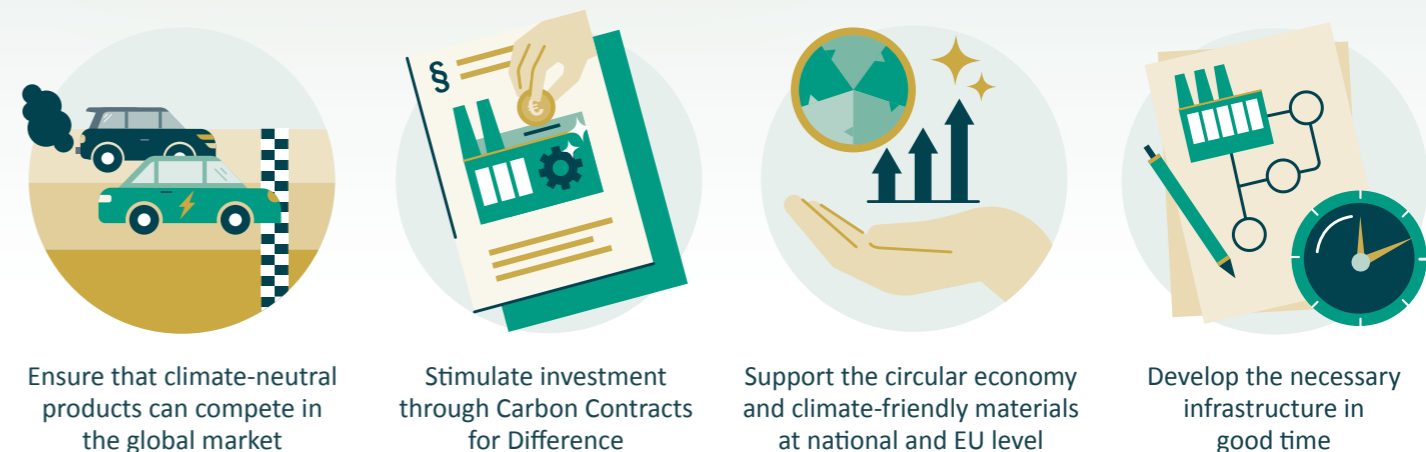 §
€
Ensure that climate-neutral
products can compete in
the global market
Stimulate investment
through Carbon Contracts
for Difference
Support the circular economy
and climate-friendly materials
at national and EU level
Develop the necessary
infrastructure in
good time